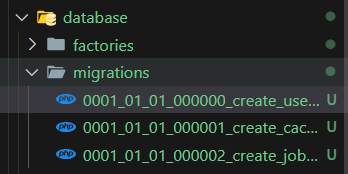 database
factories
migrations
php 0001_01_01_000000_create_use... U
php 0001_01_01_000001_create_cac... U
php 0001_01_01_000002_create_job... U